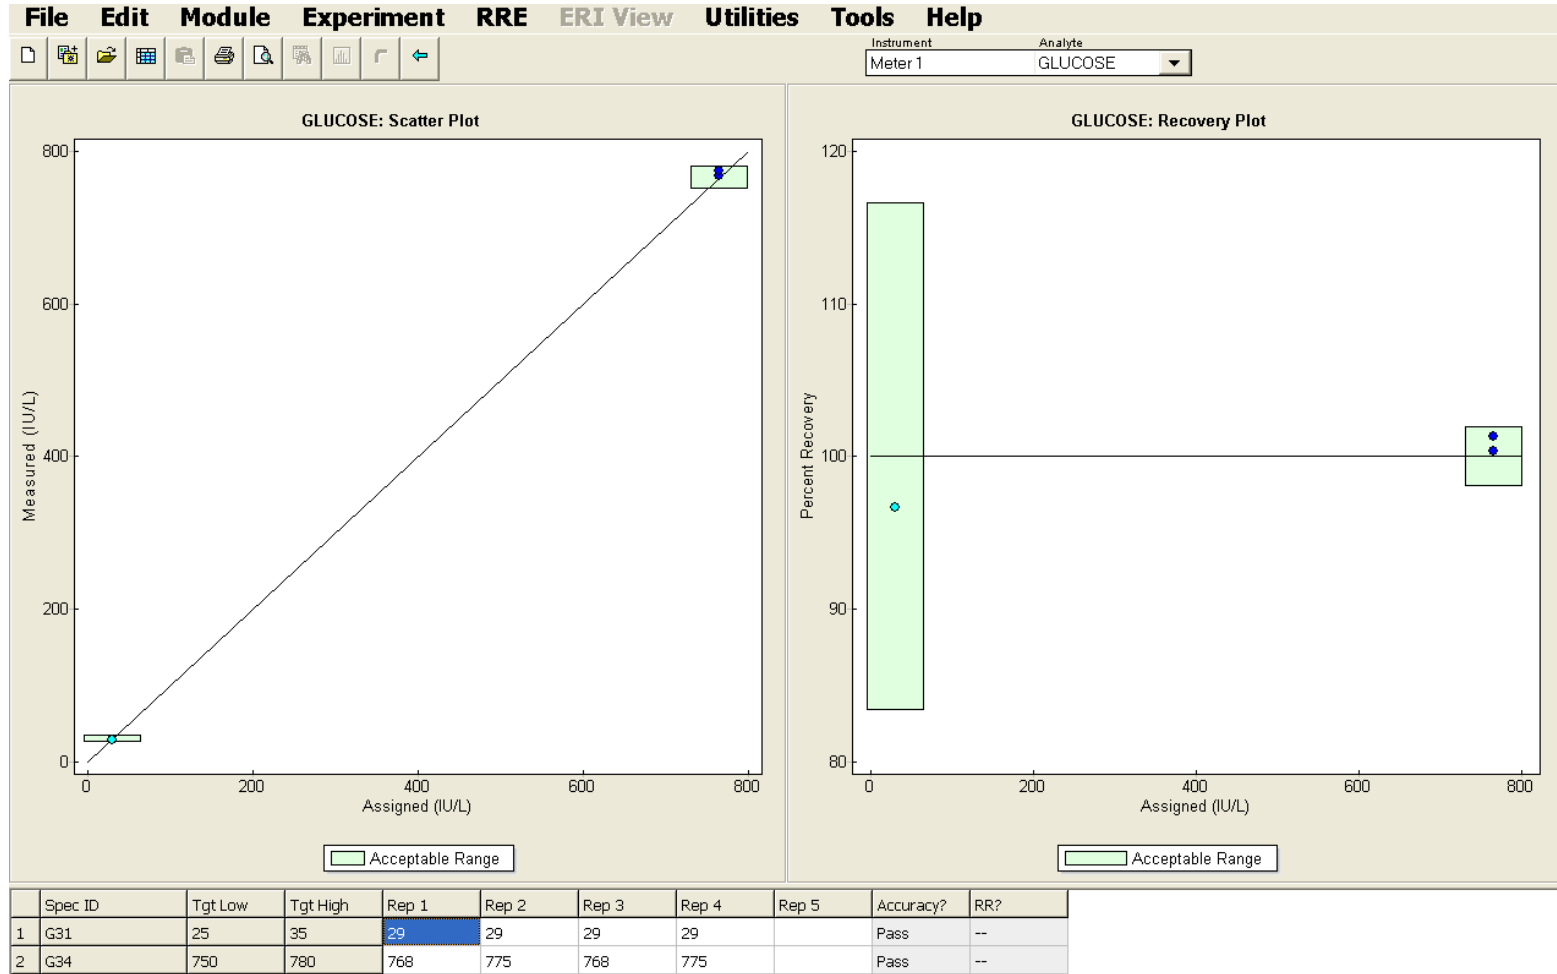 File Edit Module Experiment RRE ERI View Utilities Tools Help
Instrument Analyte
Meter 1 GLUCOSE
GLUCOSE: Scatter Plot
800
600
400
200
0
Measured (IU/L)
0 200 400 600 800
Assigned (IU/L)
Acceptable Range
GLUCOSE: Recovery Plot
120
110
100
90
80
Percent Recovery
0 200 400 600 800
Assigned (IU/L)
Acceptable Range
Spec ID Tgt Low Tgt High Rep 1 Rep 2 Rep 3 Rep 4 Rep 5 Accuracy? RR?
1 G31 25 35 29 29 29 29 Pass --
2 G34 750 780 768 775 768 775 Pass --